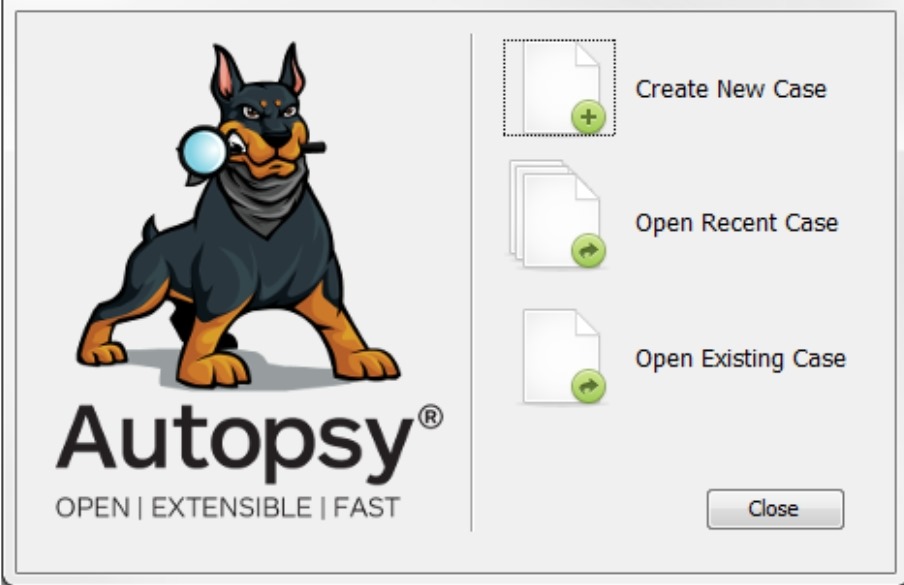 Create New Case
Open Recent Case
Open Existing Case
Autopsy®
OPEN | EXTENSIBLE | FAST
Close